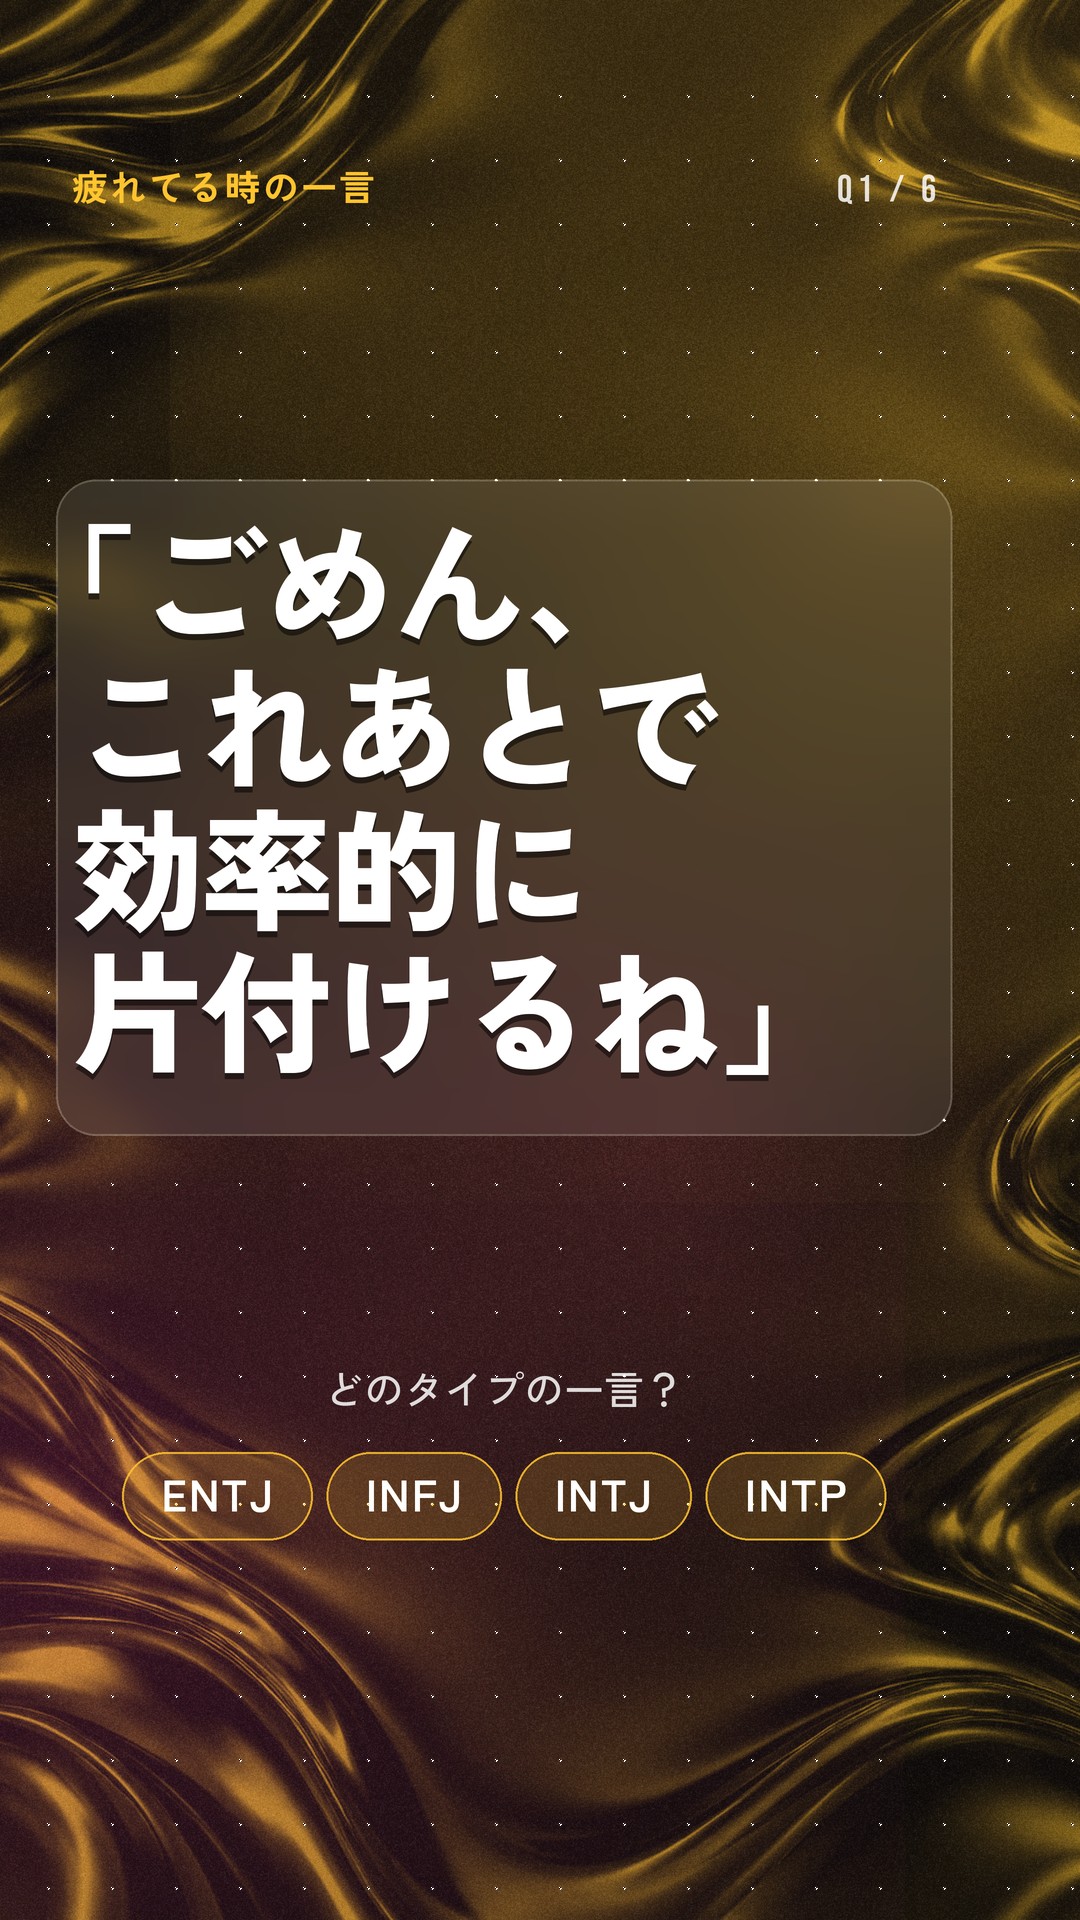 疲れてる時の一言
Q1 / 6
「ごめん、
これあとで
効率的に
片付けるね」
どのタイプの一言？
ENTJ
INFJ
INTJ
INTP